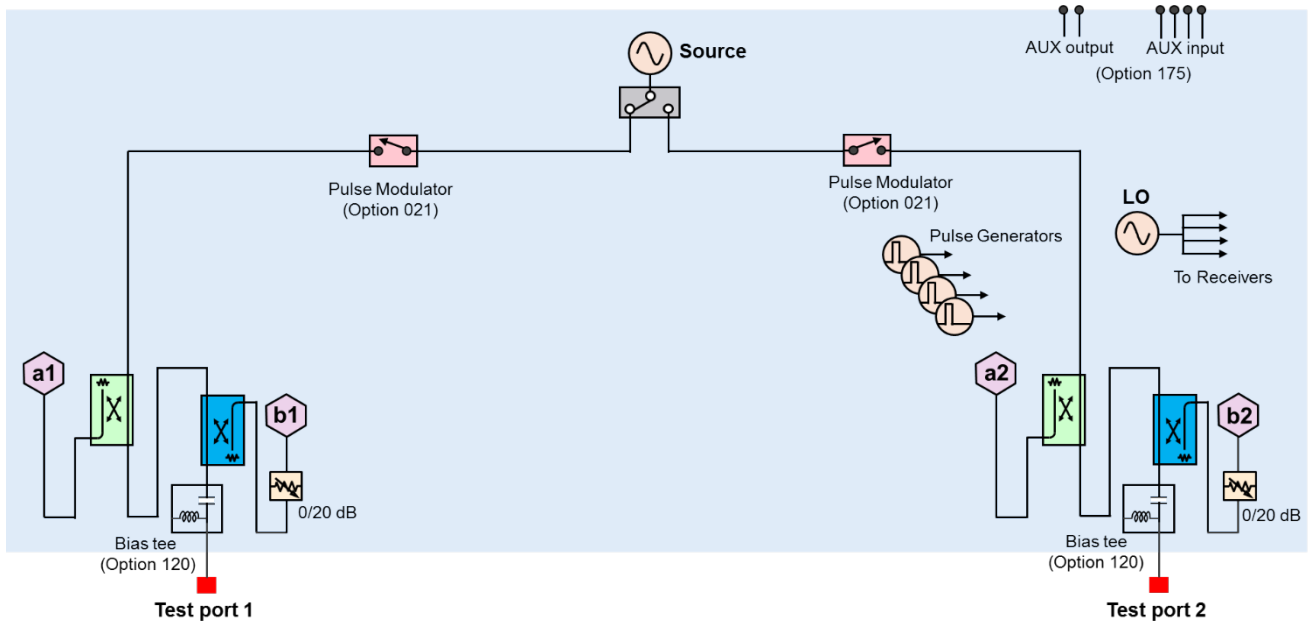 Source
AUX output
AUX input
(Option 175)
Pulse Modulator
(Option 021)
Pulse Modulator
(Option 021)
LO
Pulse Generators
To Receivers
a1
b1
a2
b2
0/20 dB
0/20 dB
Bias tee
(Option 120)
Bias tee
(Option 120)
Test port 1
Test port 2